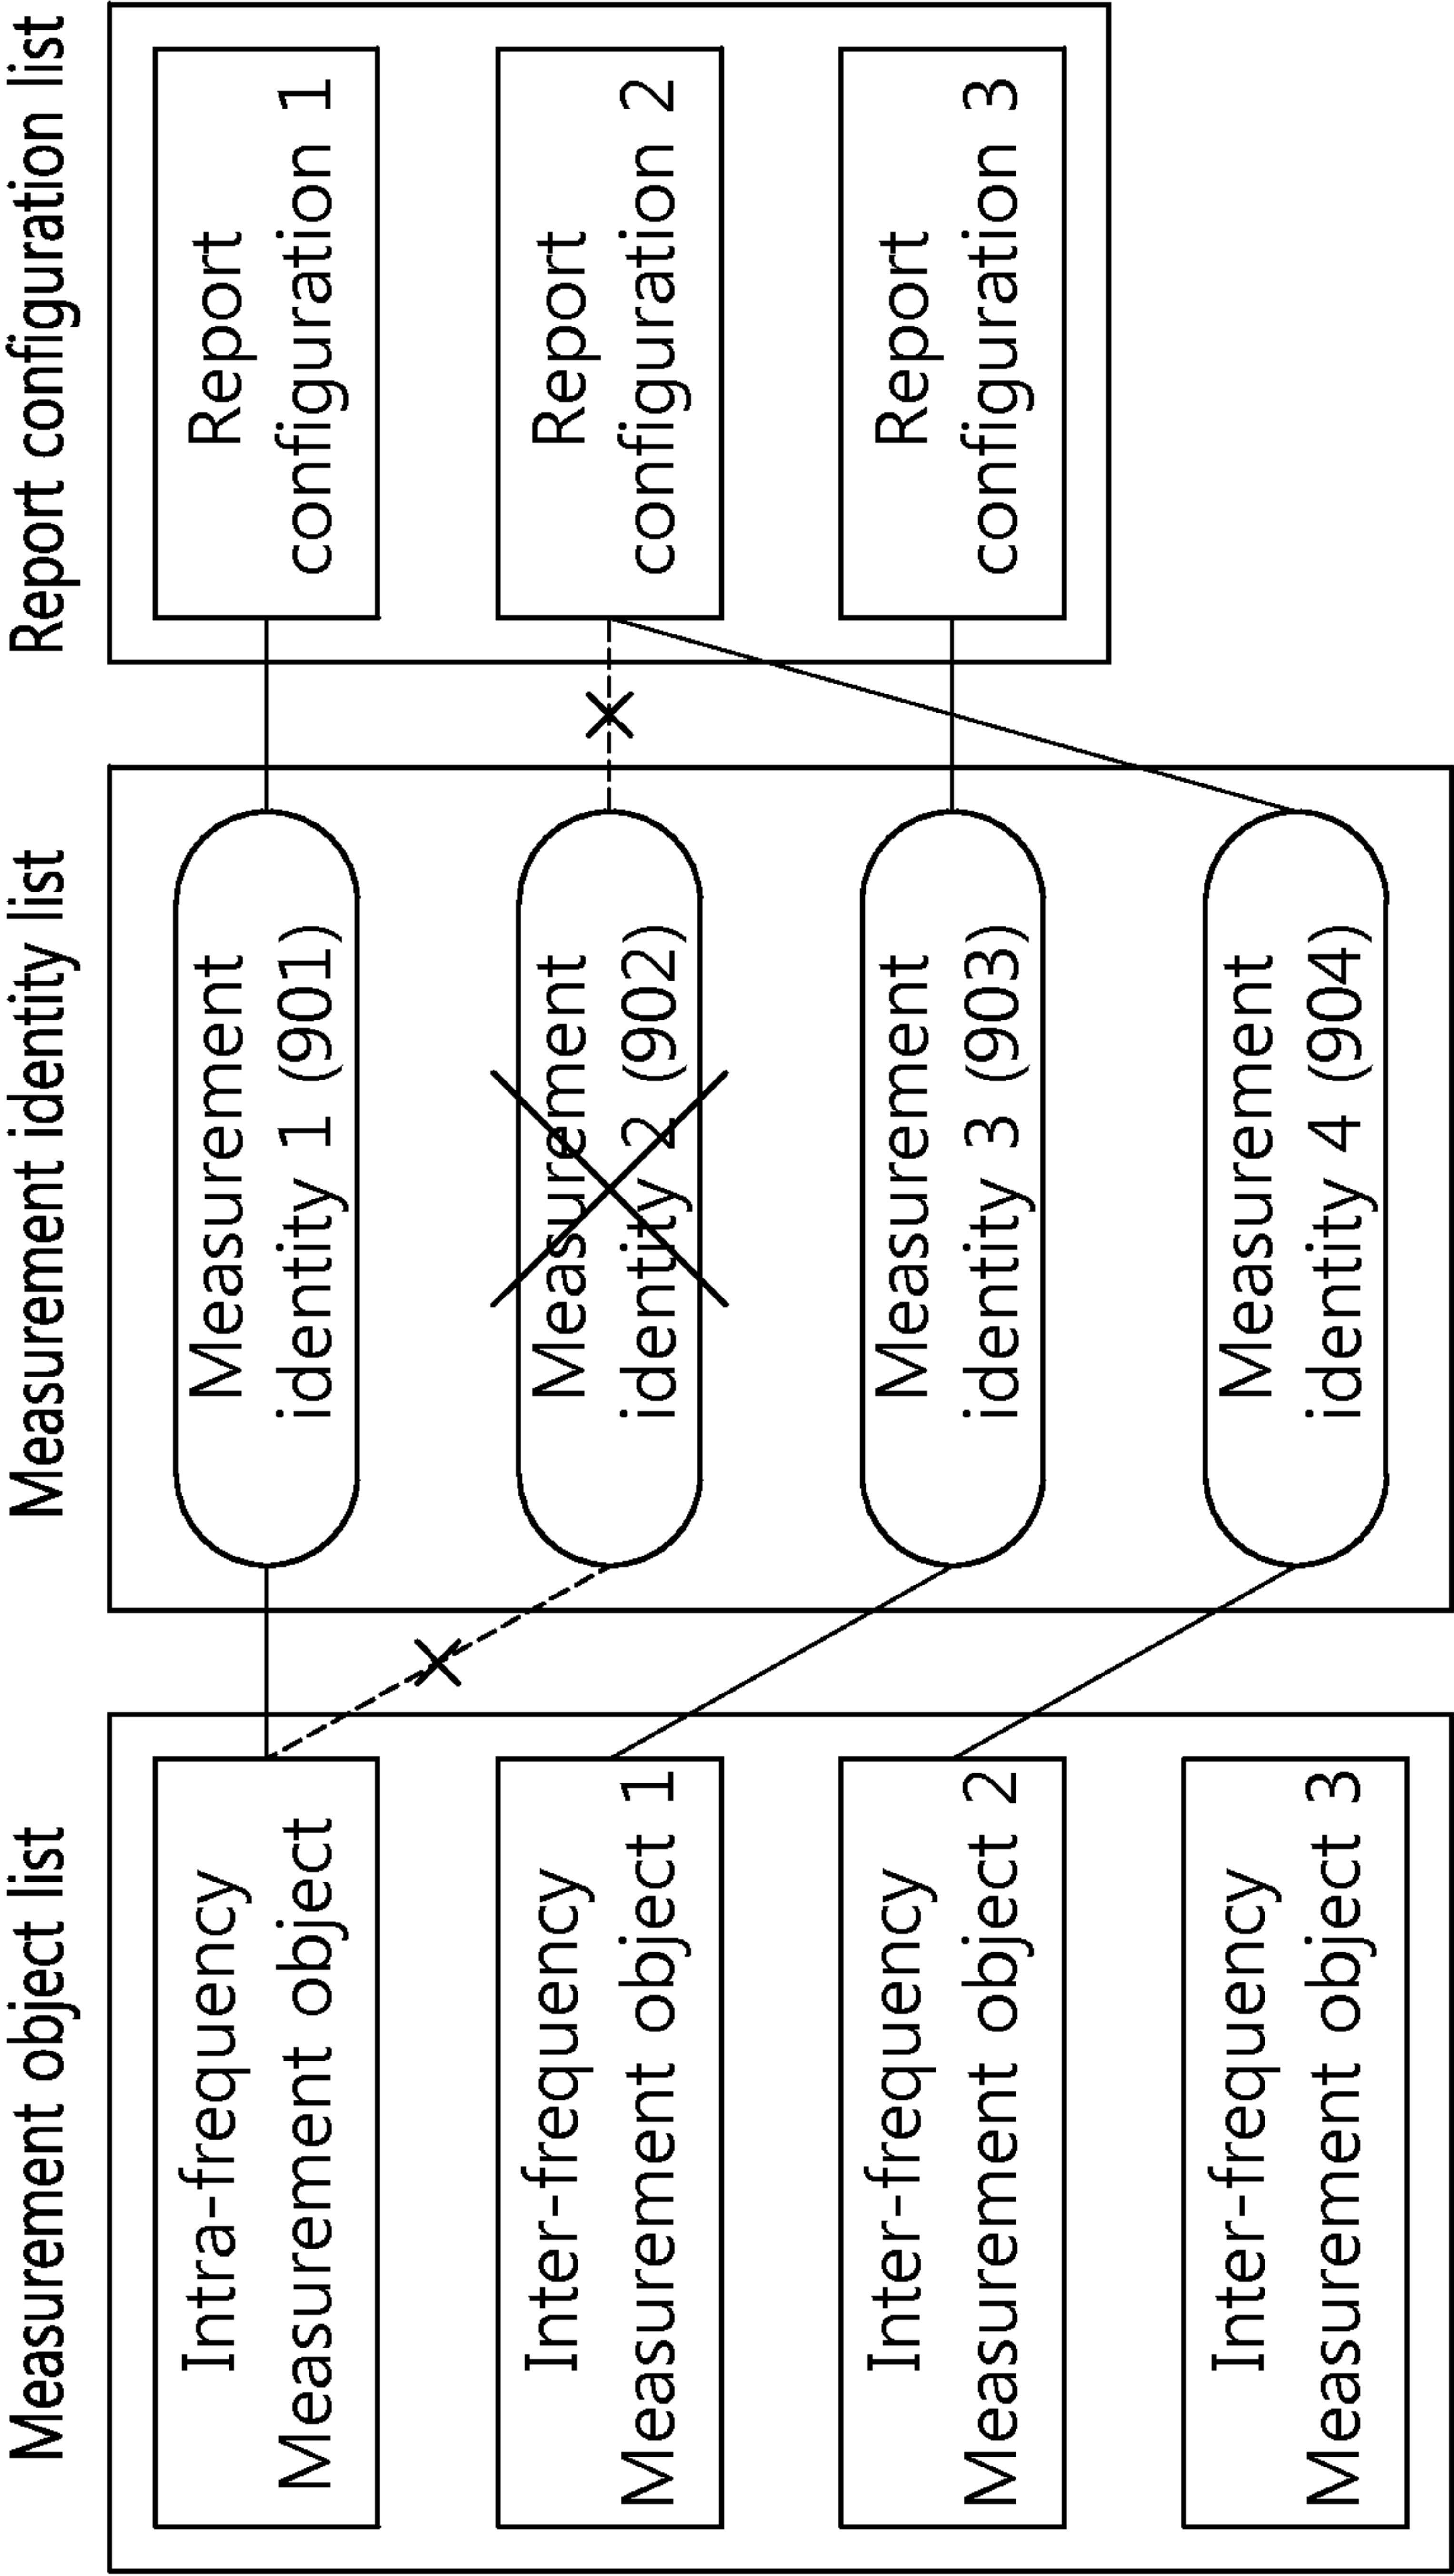 Measurement object list
Intra-frequency
Measurement object
Inter-frequency
Measurement object 1
Inter-frequency
Measurement object 2
Inter-frequency
Measurement object 3
Measurement identity list
Measurement
identity 1 (901)
Measurement
identity 2 (902)
Measurement
identity 3 (903)
Measurement
identity 4 (904)
Report configuration list
Report
configuration 1
Report
configuration 2
Report
configuration 3